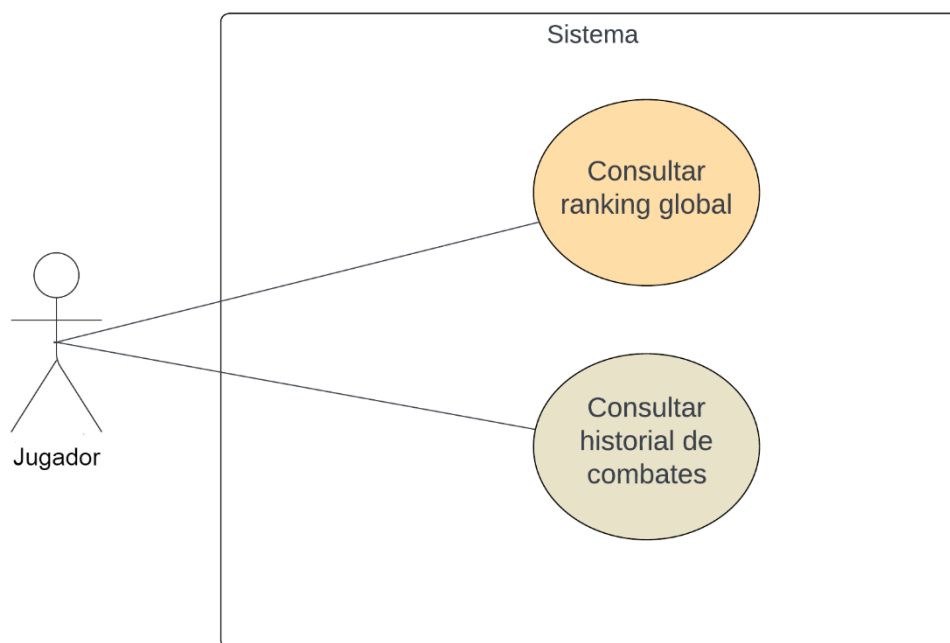 Sistema
Consultar
ranking global
Consultar
historial de
combates
Jugador